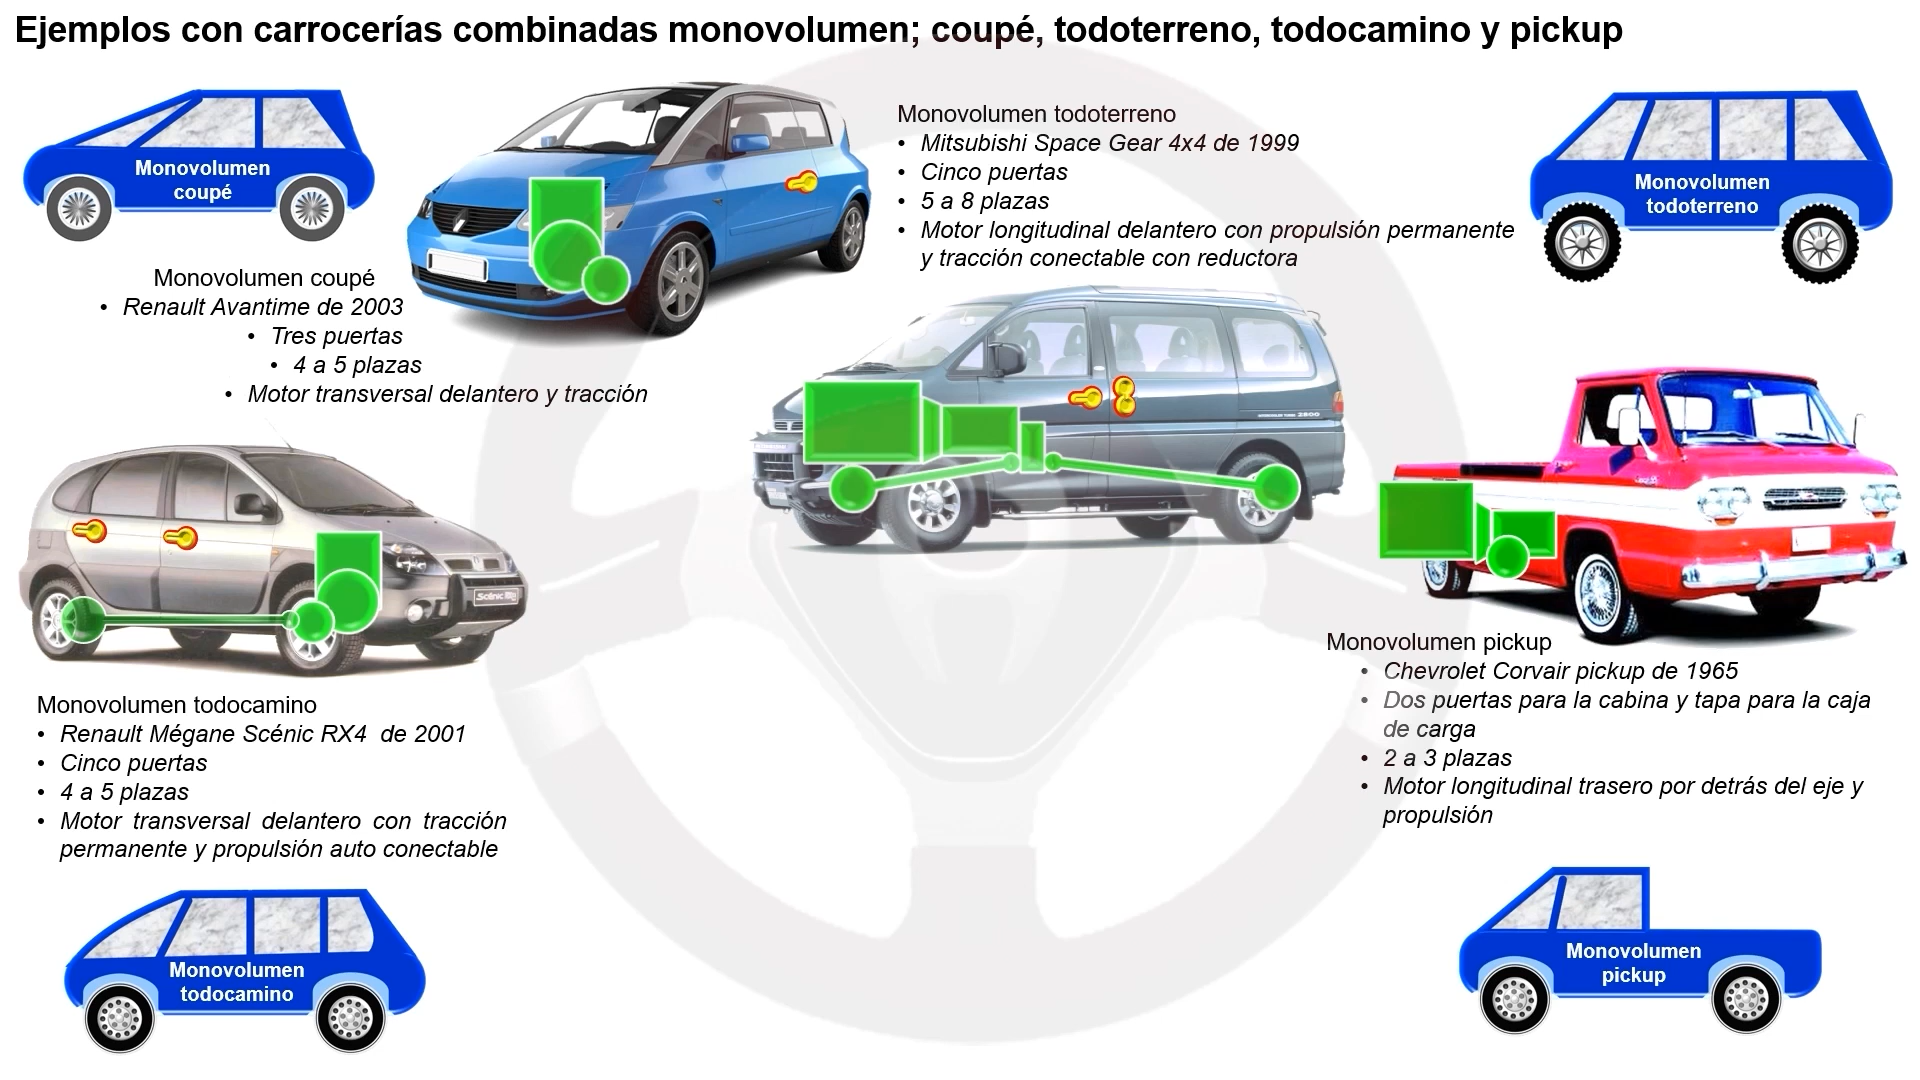 Ejemplos con carrocerías combinadas monovolumen; coupé, todoterreno, todocamino y pickup
Monovolumen
coupé
Monovolumen coupé
• Renault Avantime de 2003
• Tres puertas
• 4 a 5 plazas
• Motor transversal delantero y tracción
Monovolumen todoterreno
• Mitsubishi Space Gear 4x4 de 1999
• Cinco puertas
• 5 a 8 plazas
• Motor longitudinal delantero con propulsión permanente
y tracción conectable con reductora
Monovolumen
todoterreno
2800
Scénic
Monovolumen todocamino
• Renault Mégane Scénic RX4 de 2001
• Cinco puertas
• 4 a 5 plazas
• Motor transversal delantero con tracción
permanente y propulsión auto conectable
Monovolumen
todocamino
Monovolumen pickup
• Chevrolet Corvair pickup de 1965
• Dos puertas para la cabina y tapa para la caja
de carga
• 2 a 3 plazas
• Motor longitudinal trasero por detrás del eje y
propulsión
Monovolumen
pickup